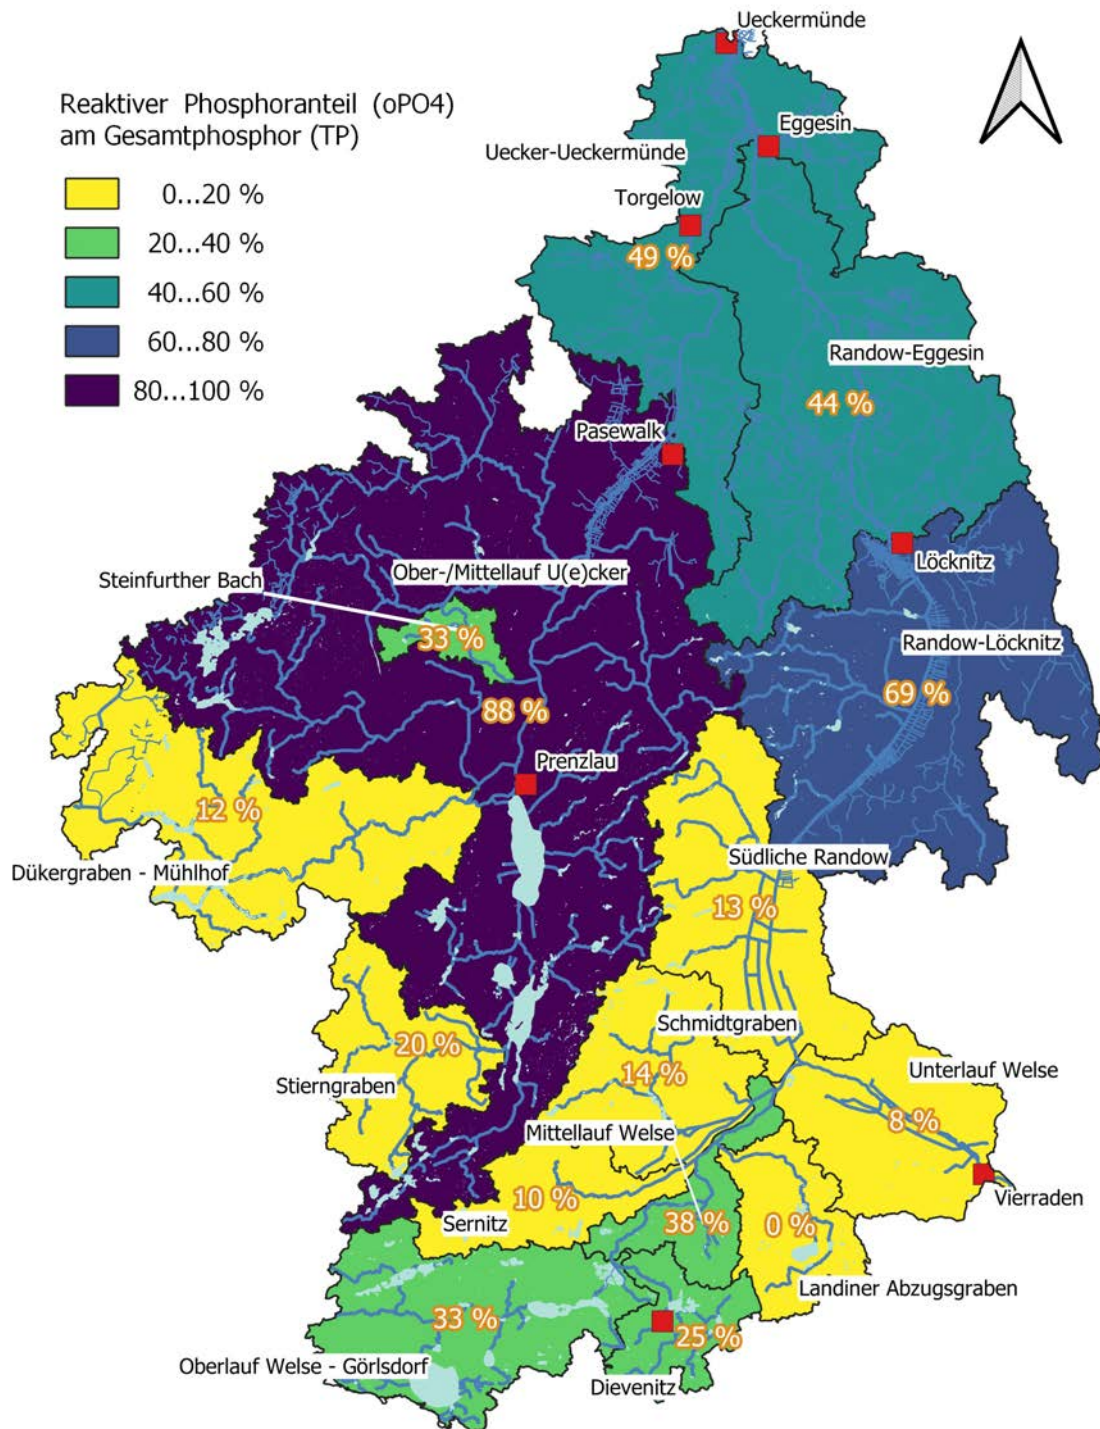 Ueckermünde
Reaktiver Phosphoranteil (oPO4)
am Gesamtphosphor (TP)
0...20 %
20...40 %
40...60 %
60...80 %
80...100 %
Eggesin
Uecker-Ueckermünde
Torgelow
49 %
Randow-Eggesin
44 %
Pasewalk
Löcknitz
Steinfurther Bach
Ober-/Mittellauf U(e)cker
33 %
Randow-Löcknitz
69 %
88 %
Prenzlau
12 %
Dükergraben - Mühlhof
Südliche Randow
13 %
Schmidtgraben
20 %
14 %
Stierngraben
Unterlauf Welse
8 %
Mittellauf Welse
Vierraden
10 %
Sernitz
38 %
0 %
Landiner Abzugsgraben
33 %
25 %
Oberlauf Welse - Görlsdorf
Dievenitz